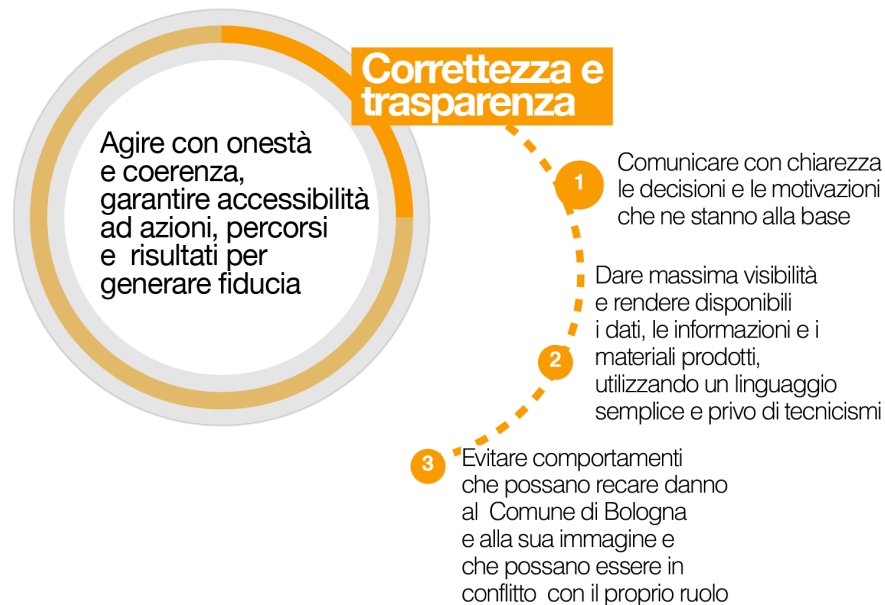 Correttezza e
trasparenza
Agire con onestà
e coerenza,
garantire accessibilità
ad azioni, percorsi
e risultati per
generare fiducia
1
Comunicare con chiarezza
le decisioni e le motivazioni
che ne stanno alla base
2
Dare massima visibilità
e rendere disponibili
i dati, le informazioni e i
materiali prodotti,
utilizzando un linguaggio
semplice e privo di tecnicismi
3
Evitare comportamenti
che possano recare danno
al Comune di Bologna
e alla sua immagine e
che possano essere in
conflitto con il proprio ruolo